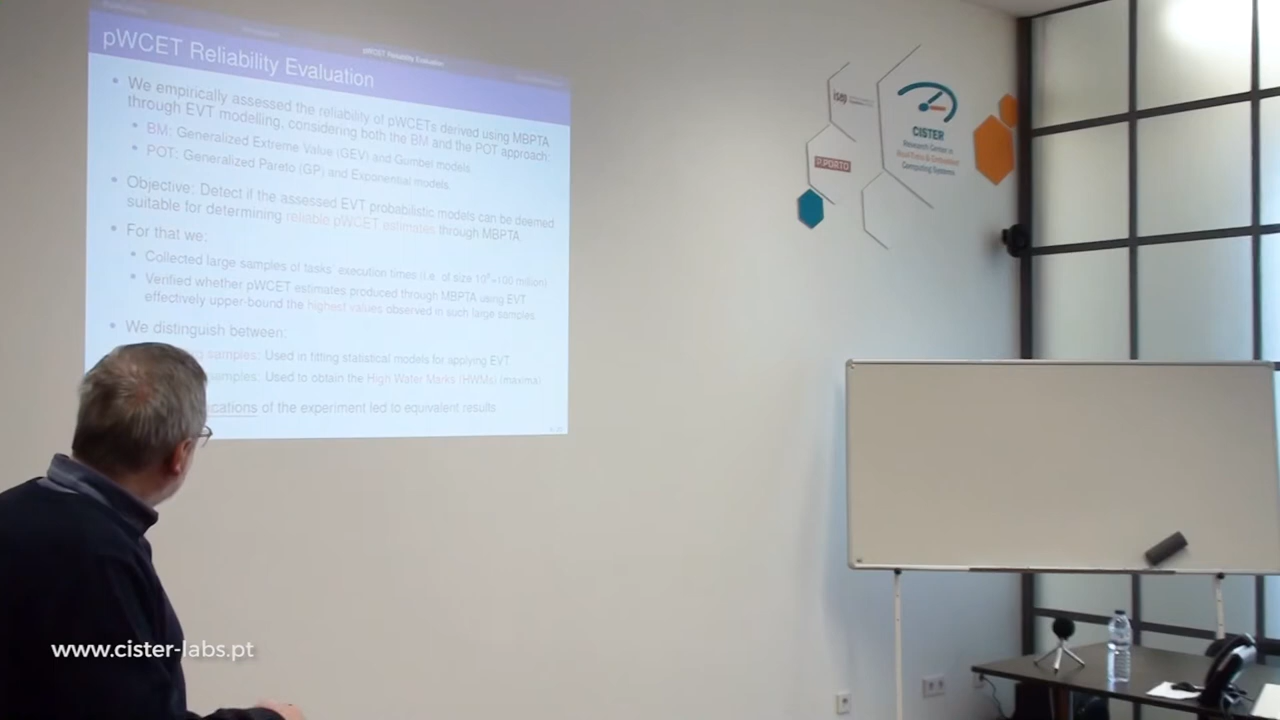 pWCET Reliability Evaluation
pWCET Reliability Evaluation
• We empirically assessed the reliability of pWCETs derived using MBPTA
through EVT modelling, considering both the BM and the POT approach:
• BM: Generalized Extreme Value (GEV) and Gumbel models
• POT: Generalized Pareto (GP) and Exponential models
• Objective: Detect if the assessed EVT probabilistic models can be deemed
suitable for determining reliable pWCET estimates through MBPTA
• For that we:
• Collected large samples of tasks' execution times (i.e. of size 10⁸=100 million)
• Verified whether pWCET estimates produced through MBPTA using EVT
effectively upper-bound the highest values observed in such large samples
• We distinguish between:
samples: Used in fitting statistical models for applying EVT
samples: Used to obtain the High Water Marks (HWMs) (maxima)
of the experiment led to equivalent results
isep
P.PORTO
CISTER
Research Center in
Real-Time & Embedded
Computing Systems
www.cister-labs.pt